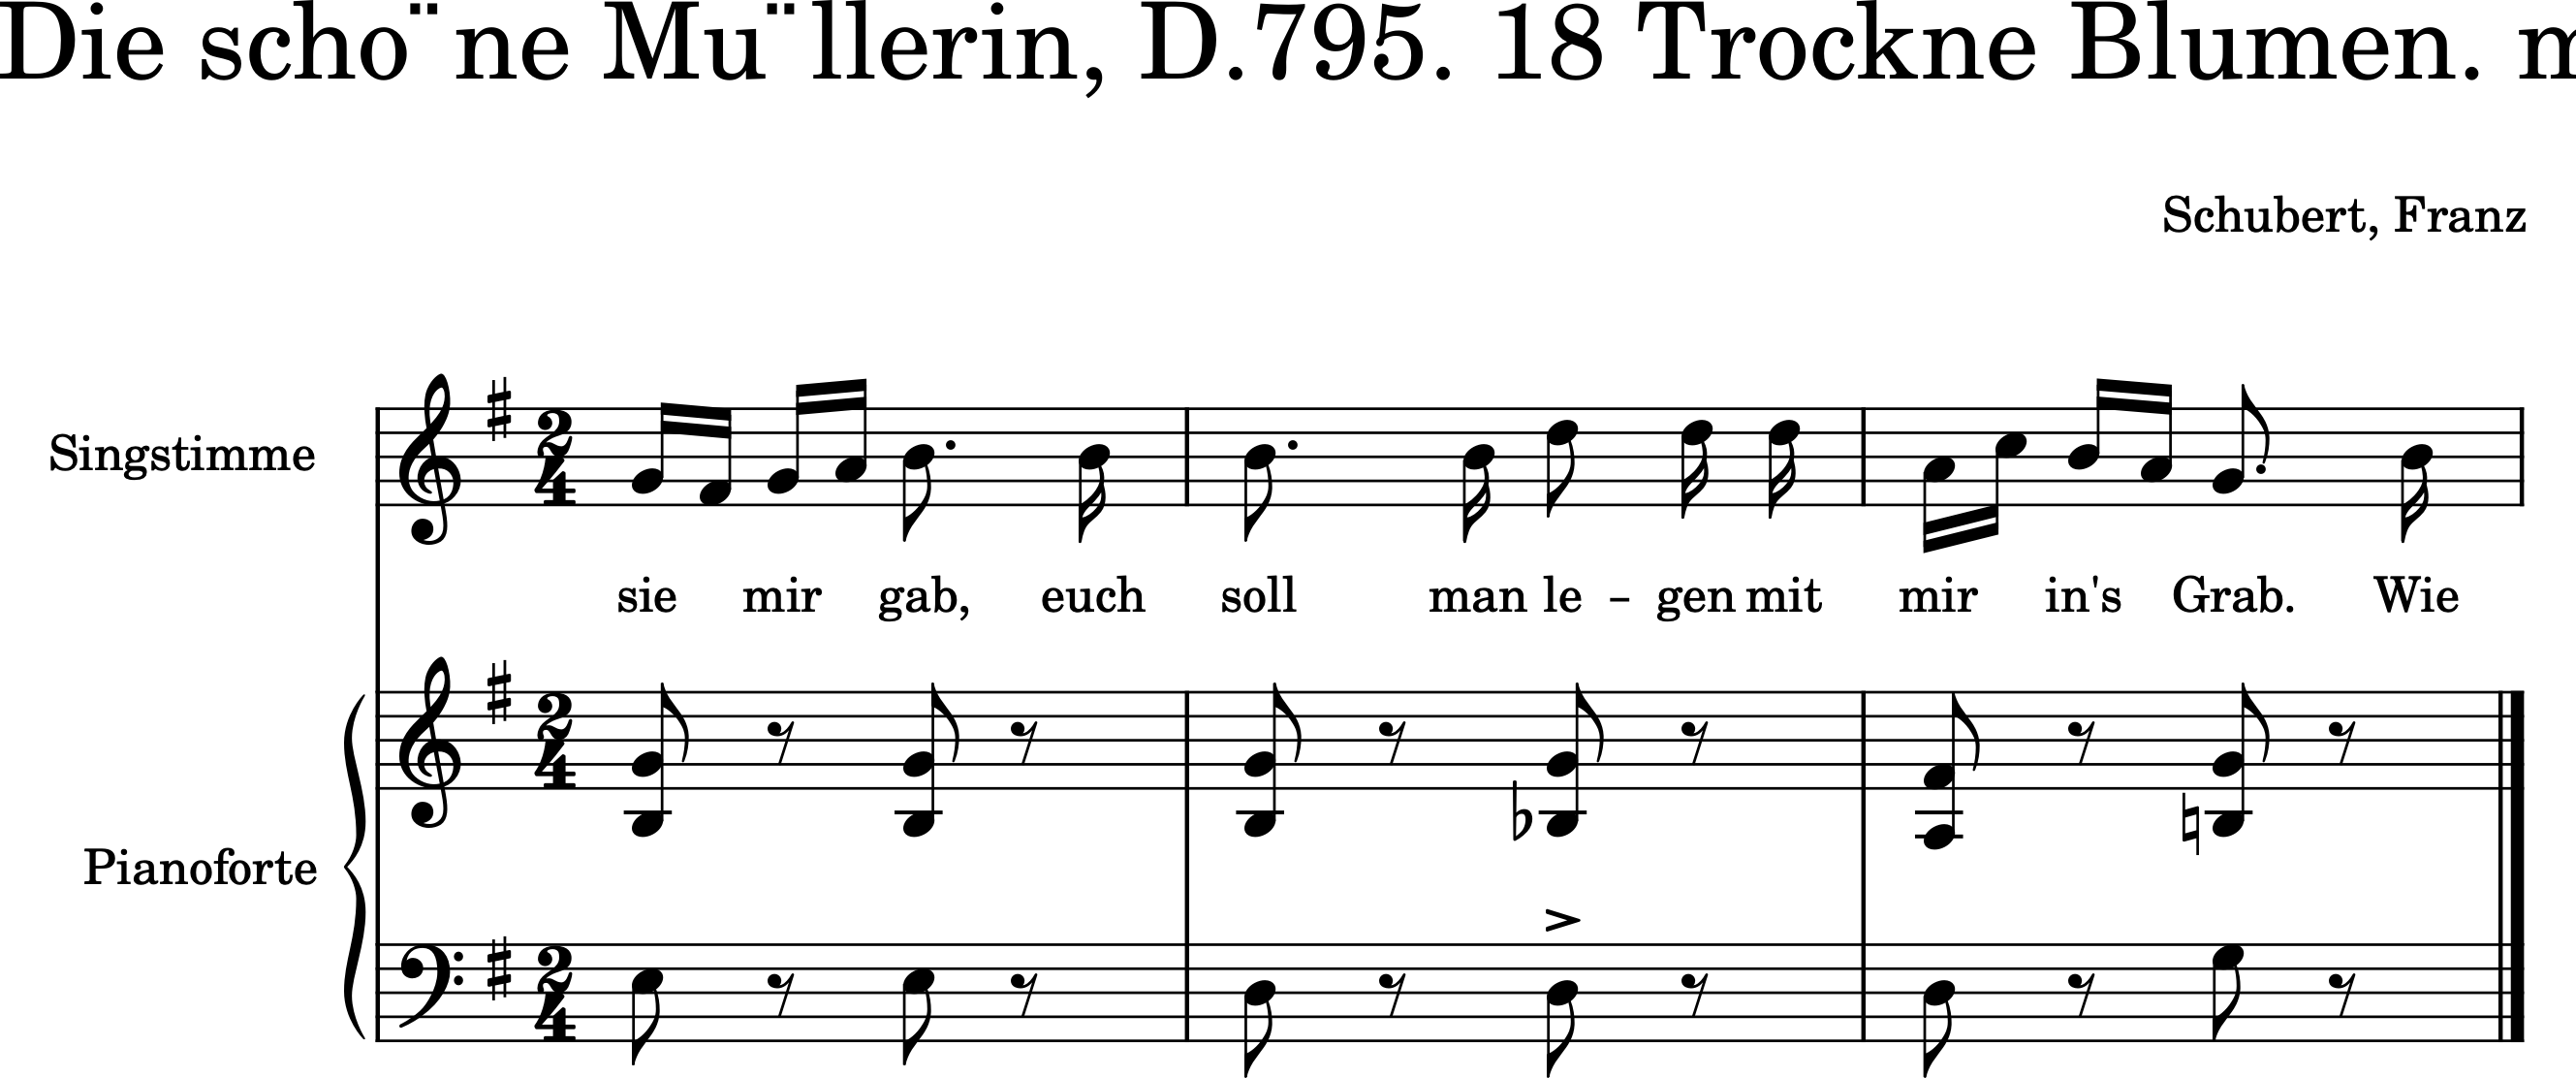 Die scho¨ne Mu¨llerin, D.795. 18 Trockne Blumen. m
Schubert, Franz
Singstimme
sie mir gab, euch soll man le - gen mit mir in's Grab. Wie
Pianoforte